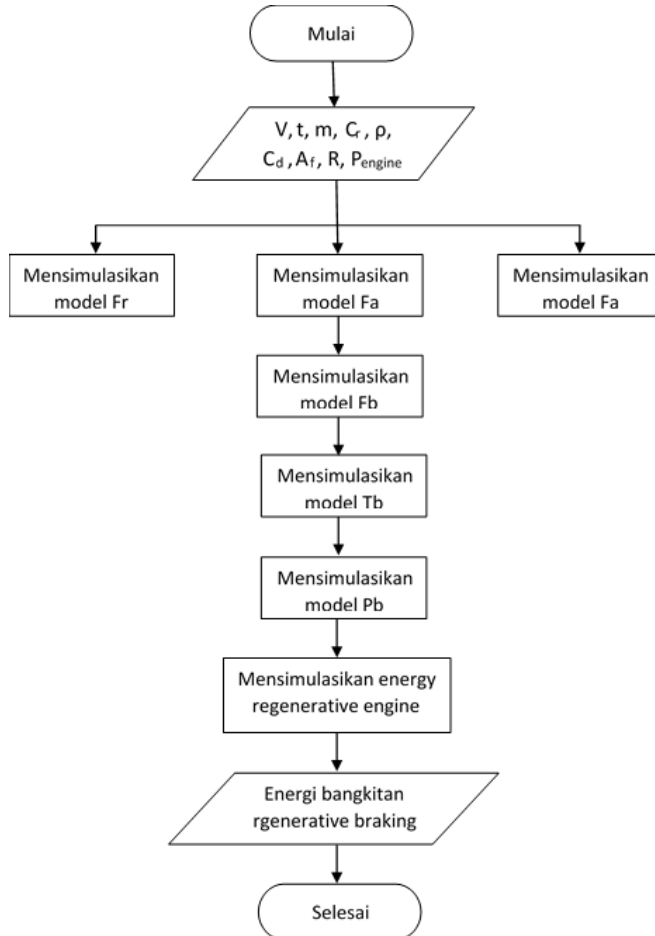 Mulai
V, t, m, Cr, ρ,
Cd, Af, R, Pengine
Mensimulasikan
model Fr
Mensimulasikan
model Fa
Mensimulasikan
model Fa
Mensimulasikan
model Fb
Mensimulasikan
model Tb
Mensimulasikan
model Pb
Mensimulasikan energy
regenerative engine
Energi bangkitan
rgenerative braking
Selesai